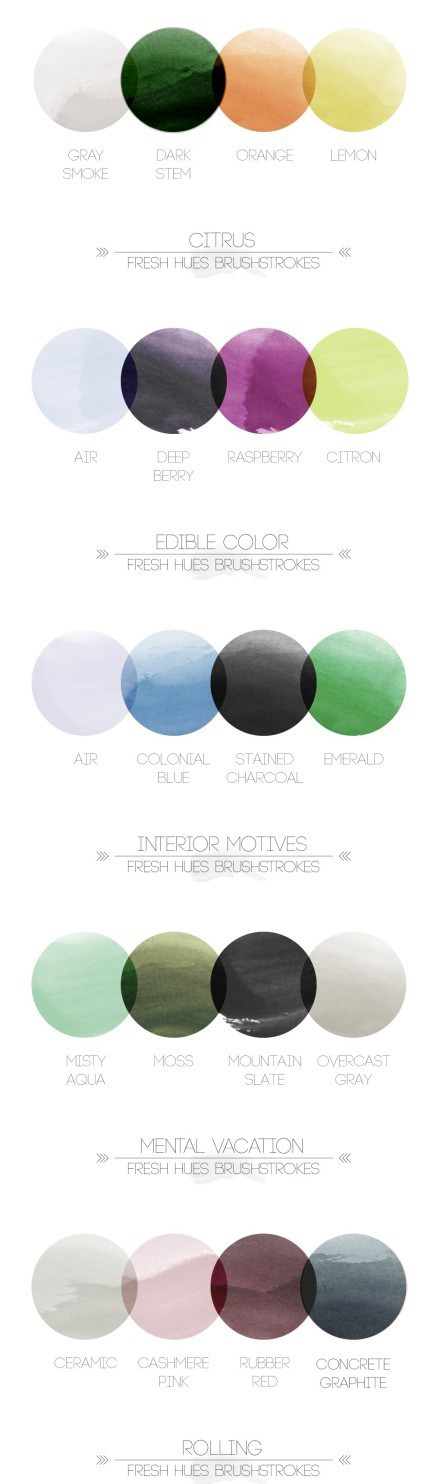 ROLLING
FRESH HUES BRUSHSTROKES
CERAMIC
CASHMERE
PINK
RUBBER
RED
CONCRETE
GRAPHITE
MENTAL VACATION
FRESH HUES BRUSHSTROKES
MISTY
AQUA
MOSS
MOUNTAIN
SLATE
OVERCAST
GRAY
INTERIOR MOTIVES
FRESH HUES BRUSHSTROKES
AIR
COLONIAL
BLUE
STAINED
CHARCOAL
EMERALD
EDIBLE COLOR
FRESH HUES BRUSHSTROKES
AIR
DEEP
BERRY
RASPBERRY
CITRON
CITRUS
FRESH HUES BRUSHSTROKES
GRAY
SMOKE
DARK
STEM
ORANGE
LEMON